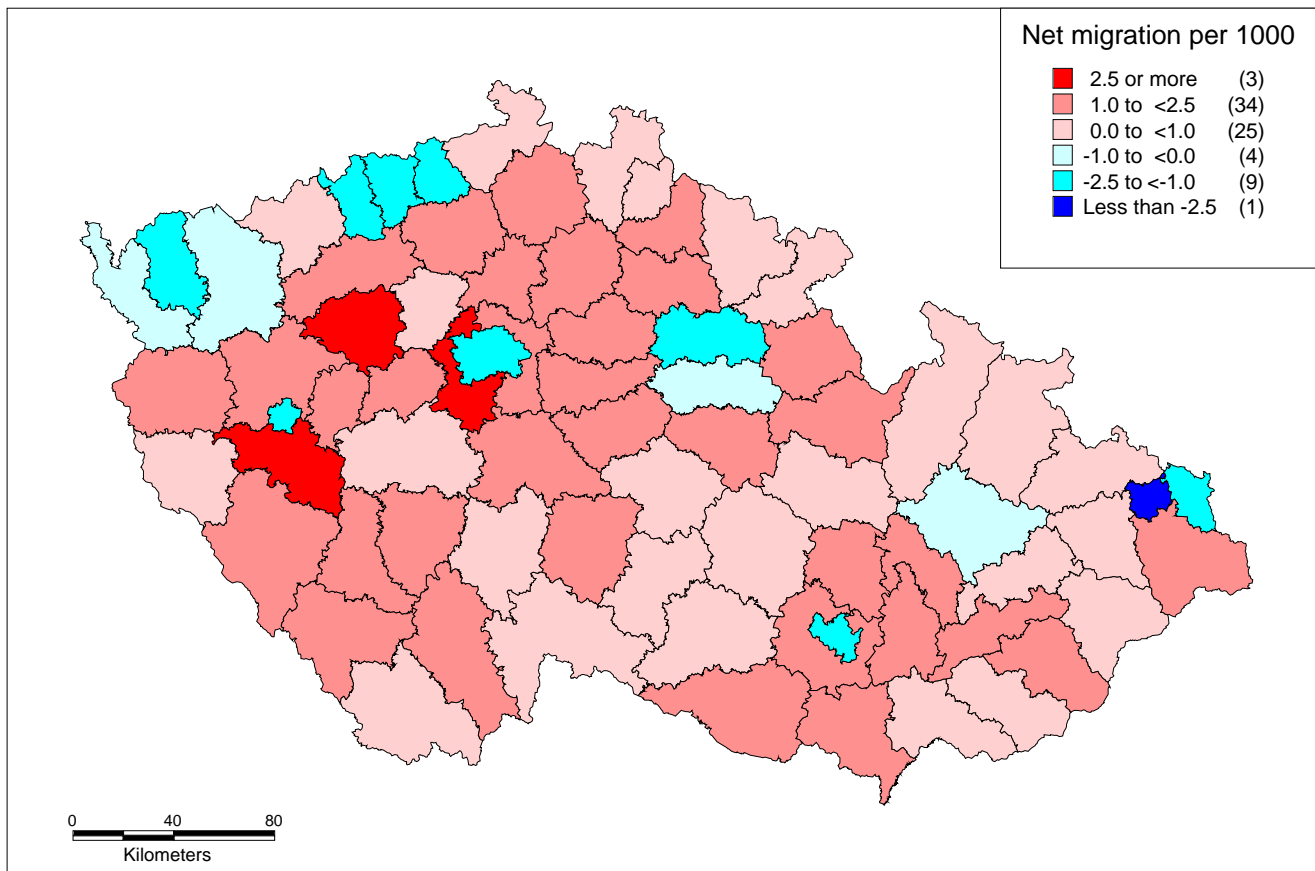 Net migration per 1000
2.5 or more (3)
1.0 to <2.5 (34)
0.0 to <1.0 (25)
-1.0 to <0.0 (4)
-2.5 to <-1.0 (9)
Less than -2.5 (1)
0 40 80
Kilometers